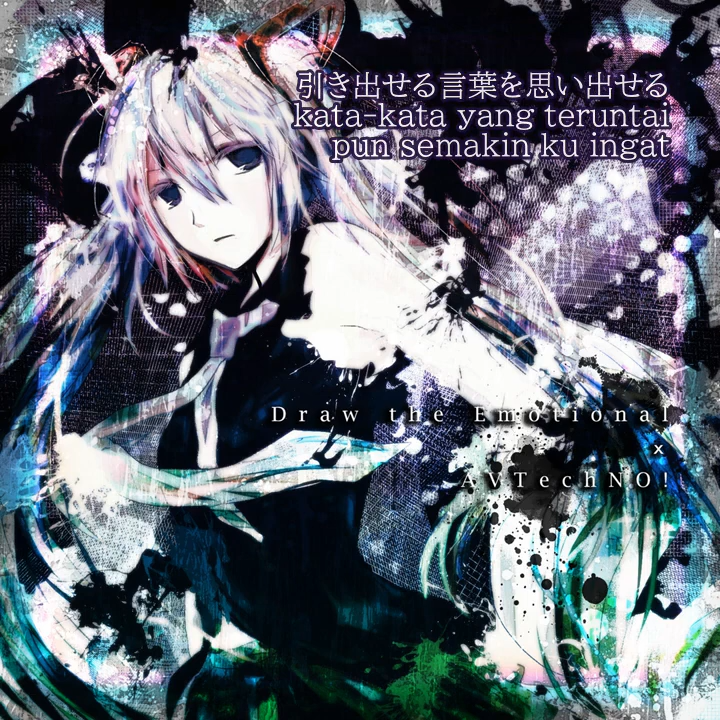 引き出せる言葉を思い出せる
kata-kata yang teruntai
pun semakin ku ingat
Draw the Emotional
x
AVTechNO!